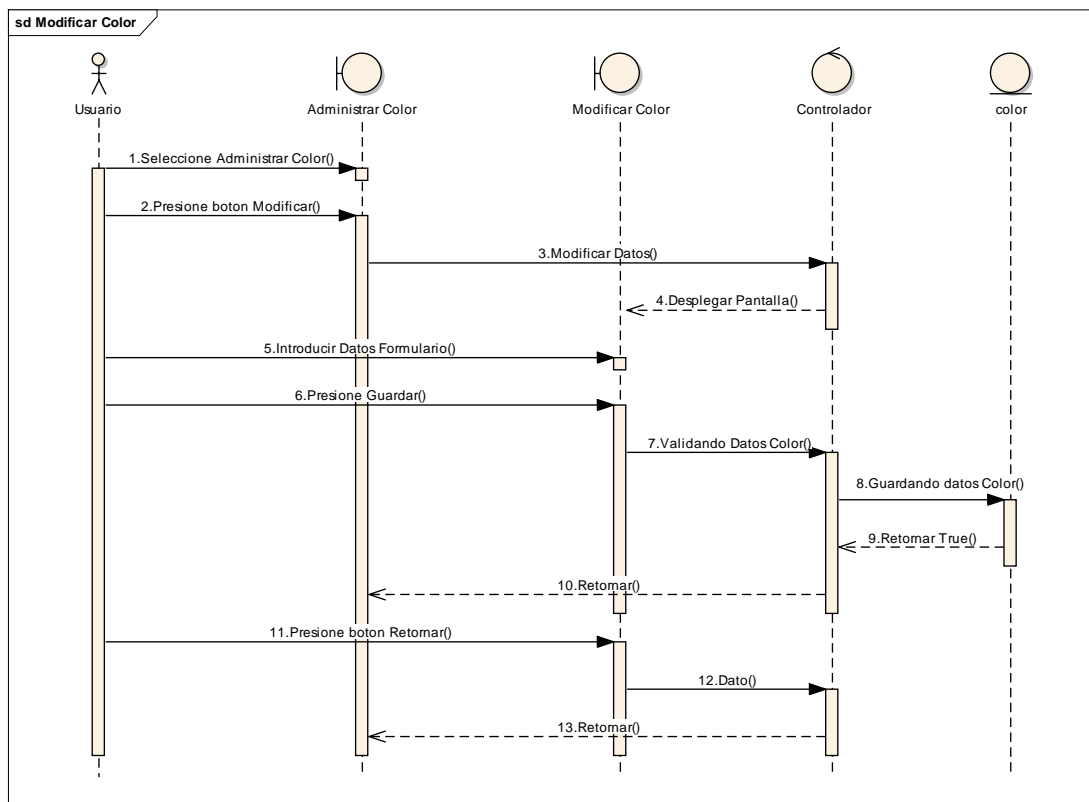 sd Modificar Color
Usuario
Administrar Color
Modificar Color
Controlador
color
1.Seleccione Administrar Color()
2.Presione boton Modificar()
3.Modificar Datos()
4.Desplegar Pantalla()
5.Introducir Datos Formulario()
6.Presione Guardar()
7.Validando Datos Color()
8.Guardando datos Color()
9.Retornar True()
10.Retornar()
11.Presione boton Retornar()
12.Dato()
13.Retornar()